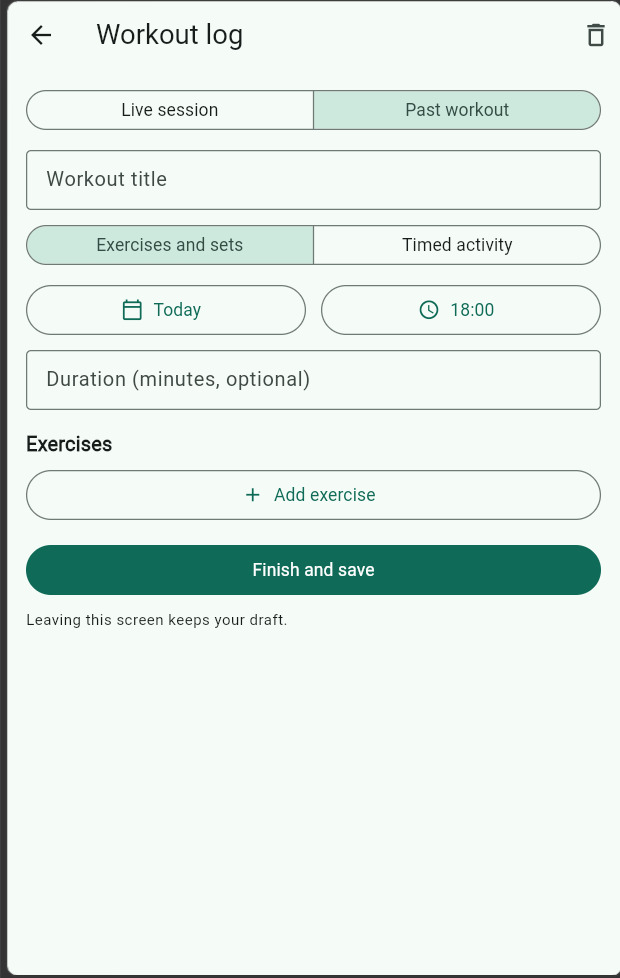 Workout log
Live session
Past workout
Workout title
Exercises and sets
Timed activity
Today
18:00
Duration (minutes, optional)
Exercises
Add exercise
Finish and save
Leaving this screen keeps your draft.